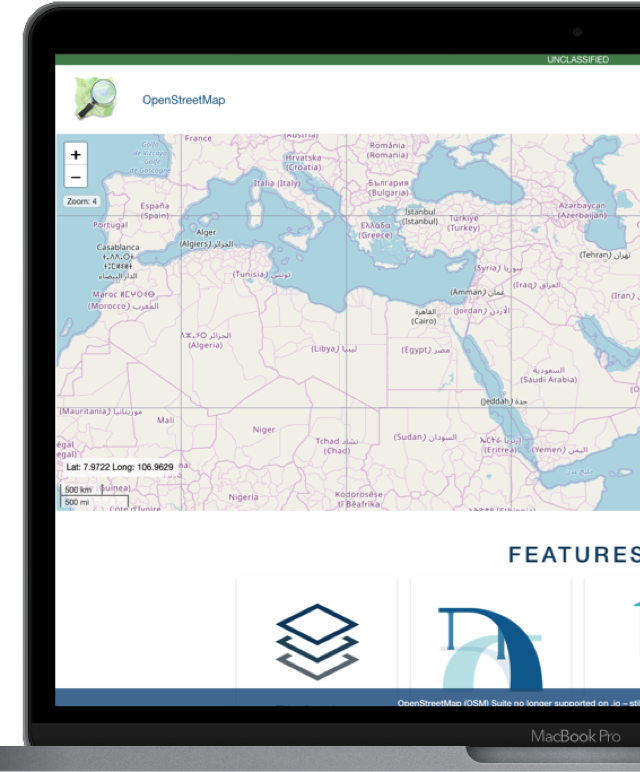 UNCLASSIFIED
OpenStreetMap
+
−
Zoom: 4
France
Golfe
de Gascogne
Hrvatska
(Croatia)
România
(Romania)
Italia (Italy)
България
(Bulgaria)
España
(Spain)
Portugal
İstanbul
(Istanbul)
Türkiye
(Turkey)
Ελλάδα
(Greece)
Azərbaycan
(Azerbaijan)
Alger
(Algiers) الجزائر
Casablanca
الدار البيضاء
(Tunisia) تونس
(Syria) سوريا
(Tehran) تهران
(Iraq) العراق
(Amman) عمان
(Iran)
Maroc ⵍⵎⵖⵔⵉⴱ
(Morocco) المغرب
القاهرة
(Cairo)
(Jordan) الأردن
الجزائر
(Algeria)
(Libya) ليبيا
(Egypt) مصر
السعودية
(Saudi Arabia)
(Jeddah) جدة
(Mauritania) موريتانيا
Mali
Niger
Tchad تشاد
(Chad)
(Sudan) السودان
(Eritrea)
(Yemen) اليمن
Lat: 7.9722 Long: 106.9629
500 km
500 mi
Nigeria
Ködörösêse
tî Bêafrîka
Côte d'Ivoire
FEATURES
OpenStreetMap (OSM) Suite no longer supported on .io – sti
MacBook Pro